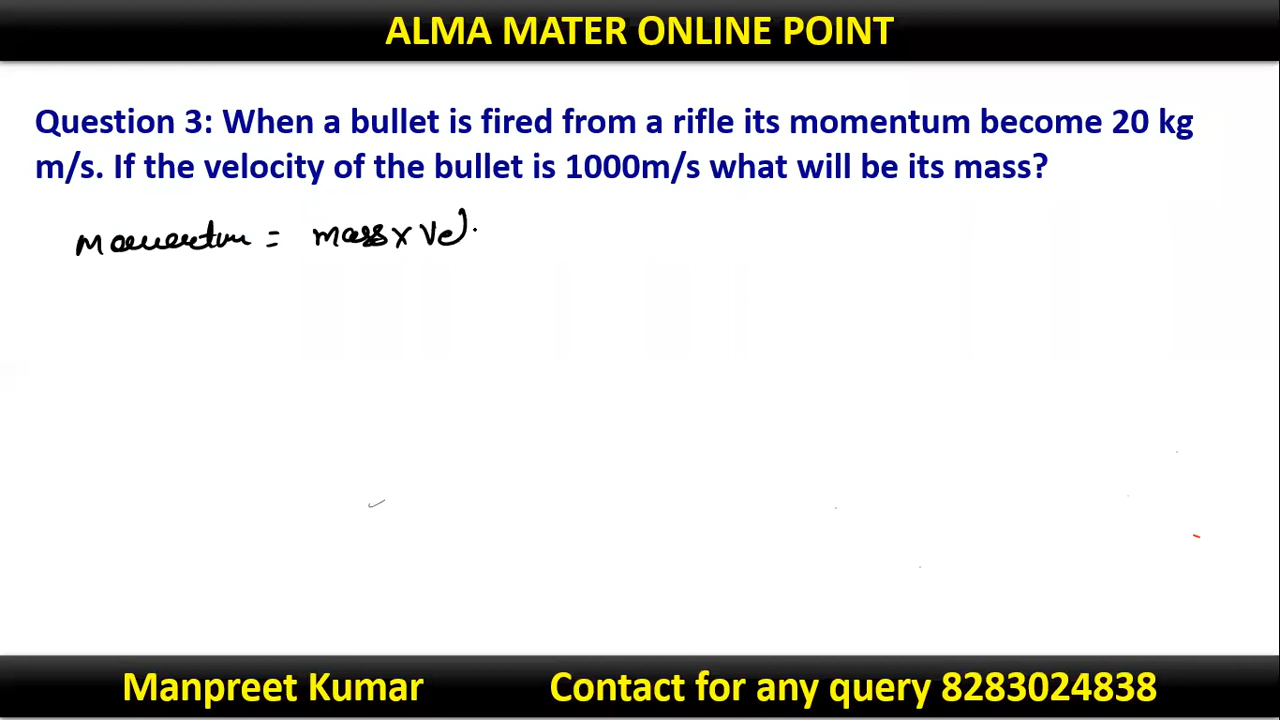 ALMA MATER ONLINE POINT
Question 3: When a bullet is fired from a rifle its momentum become 20 kg
m/s. If the velocity of the bullet is 1000m/s what will be its mass?
momentum = mass x vel.
Manpreet Kumar Contact for any query 8283024838